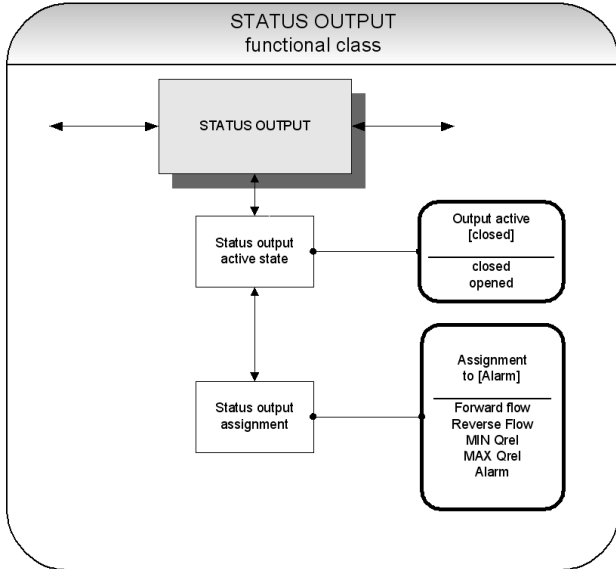 STATUS OUTPUT
functional class
STATUS OUTPUT
Status output
active state
Output active
[closed]
closed
opened
Status output
assignment
Assignment
to [Alarm]
Forward flow
Reverse Flow
MIN Qrel
MAX Qrel
Alarm